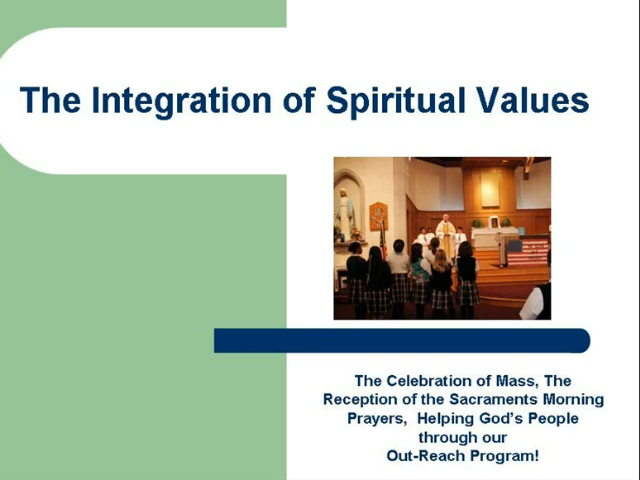 The Integration of Spiritual Values
The Celebration of Mass, The
Reception of the Sacraments Morning
Prayers,  Helping God's People
through our
Out-Reach Program!